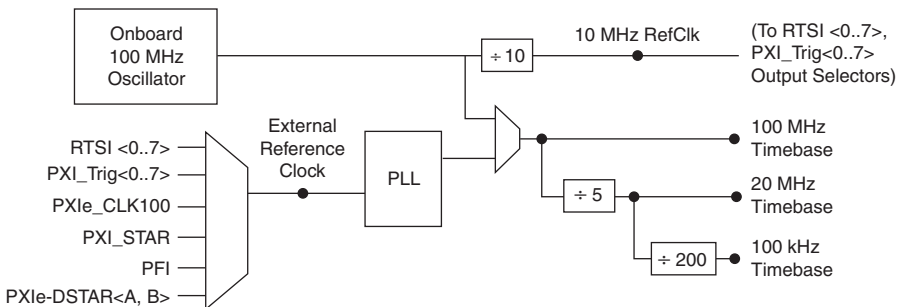 Onboard
100 MHz
Oscillator
÷ 10
10 MHz RefClk
(To RTSI <0..7>,
PXI_Trig<0..7>
Output Selectors)
RTSI <0..7>
PXI_Trig<0..7>
PXIe_CLK100
PXI_STAR
PFI
PXIe-DSTAR<A, B>
External
Reference
Clock
PLL
100 MHz
Timebase
÷ 5
20 MHz
Timebase
÷ 200
100 kHz
Timebase